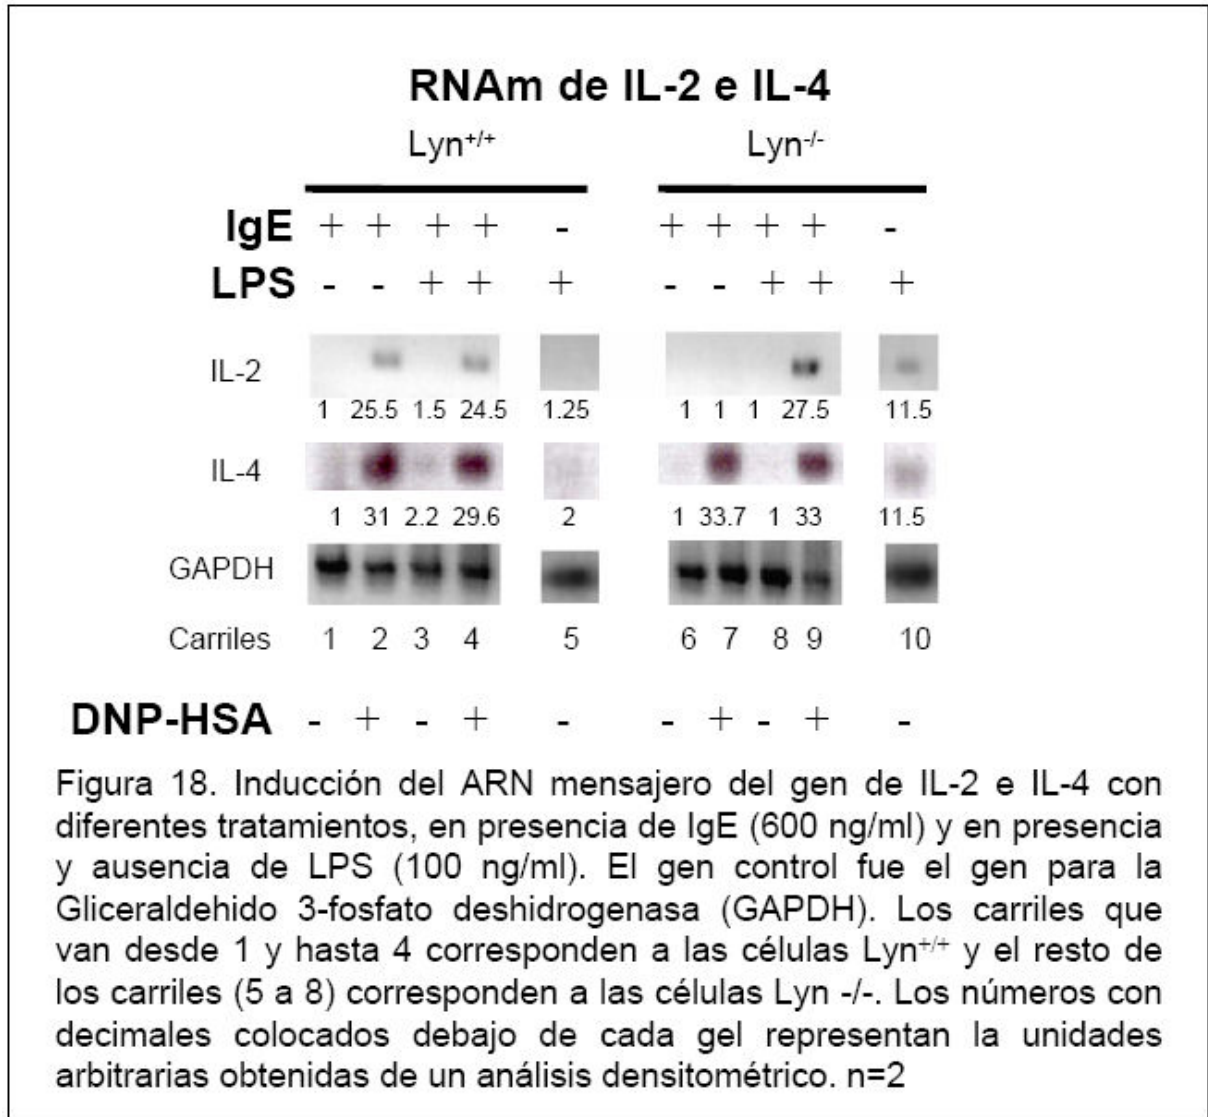 RNAm de IL-2 e IL-4
Lyn+/+ Lyn-/-
IgE + + + + - + + + + -
LPS - - + + + - - + + +
IL-2
1 25.5 1.5 24.5 1.25 1 1 1 27.5 11.5
IL-4
1 31 2.2 29.6 2 1 33.7 1 33 11.5
GAPDH
Carriles 1 2 3 4 5 6 7 8 9 10
DNP-HSA - + - + - - + - + -
Figura 18. Inducción del ARN mensajero del gen de IL-2 e IL-4 con
diferentes tratamientos, en presencia de IgE (600 ng/ml) y en presencia
y ausencia de LPS (100 ng/ml). El gen control fue el gen para la
Gliceraldehido 3-fosfato deshidrogenasa (GAPDH). Los carriles que
van desde 1 y hasta 4 corresponden a las células Lyn+/+ y el resto de
los carriles (5 a 8) corresponden a las células Lyn -/-. Los números con
decimales colocados debajo de cada gel representan la unidades
arbitrarias obtenidas de un análisis densitométrico. n=2